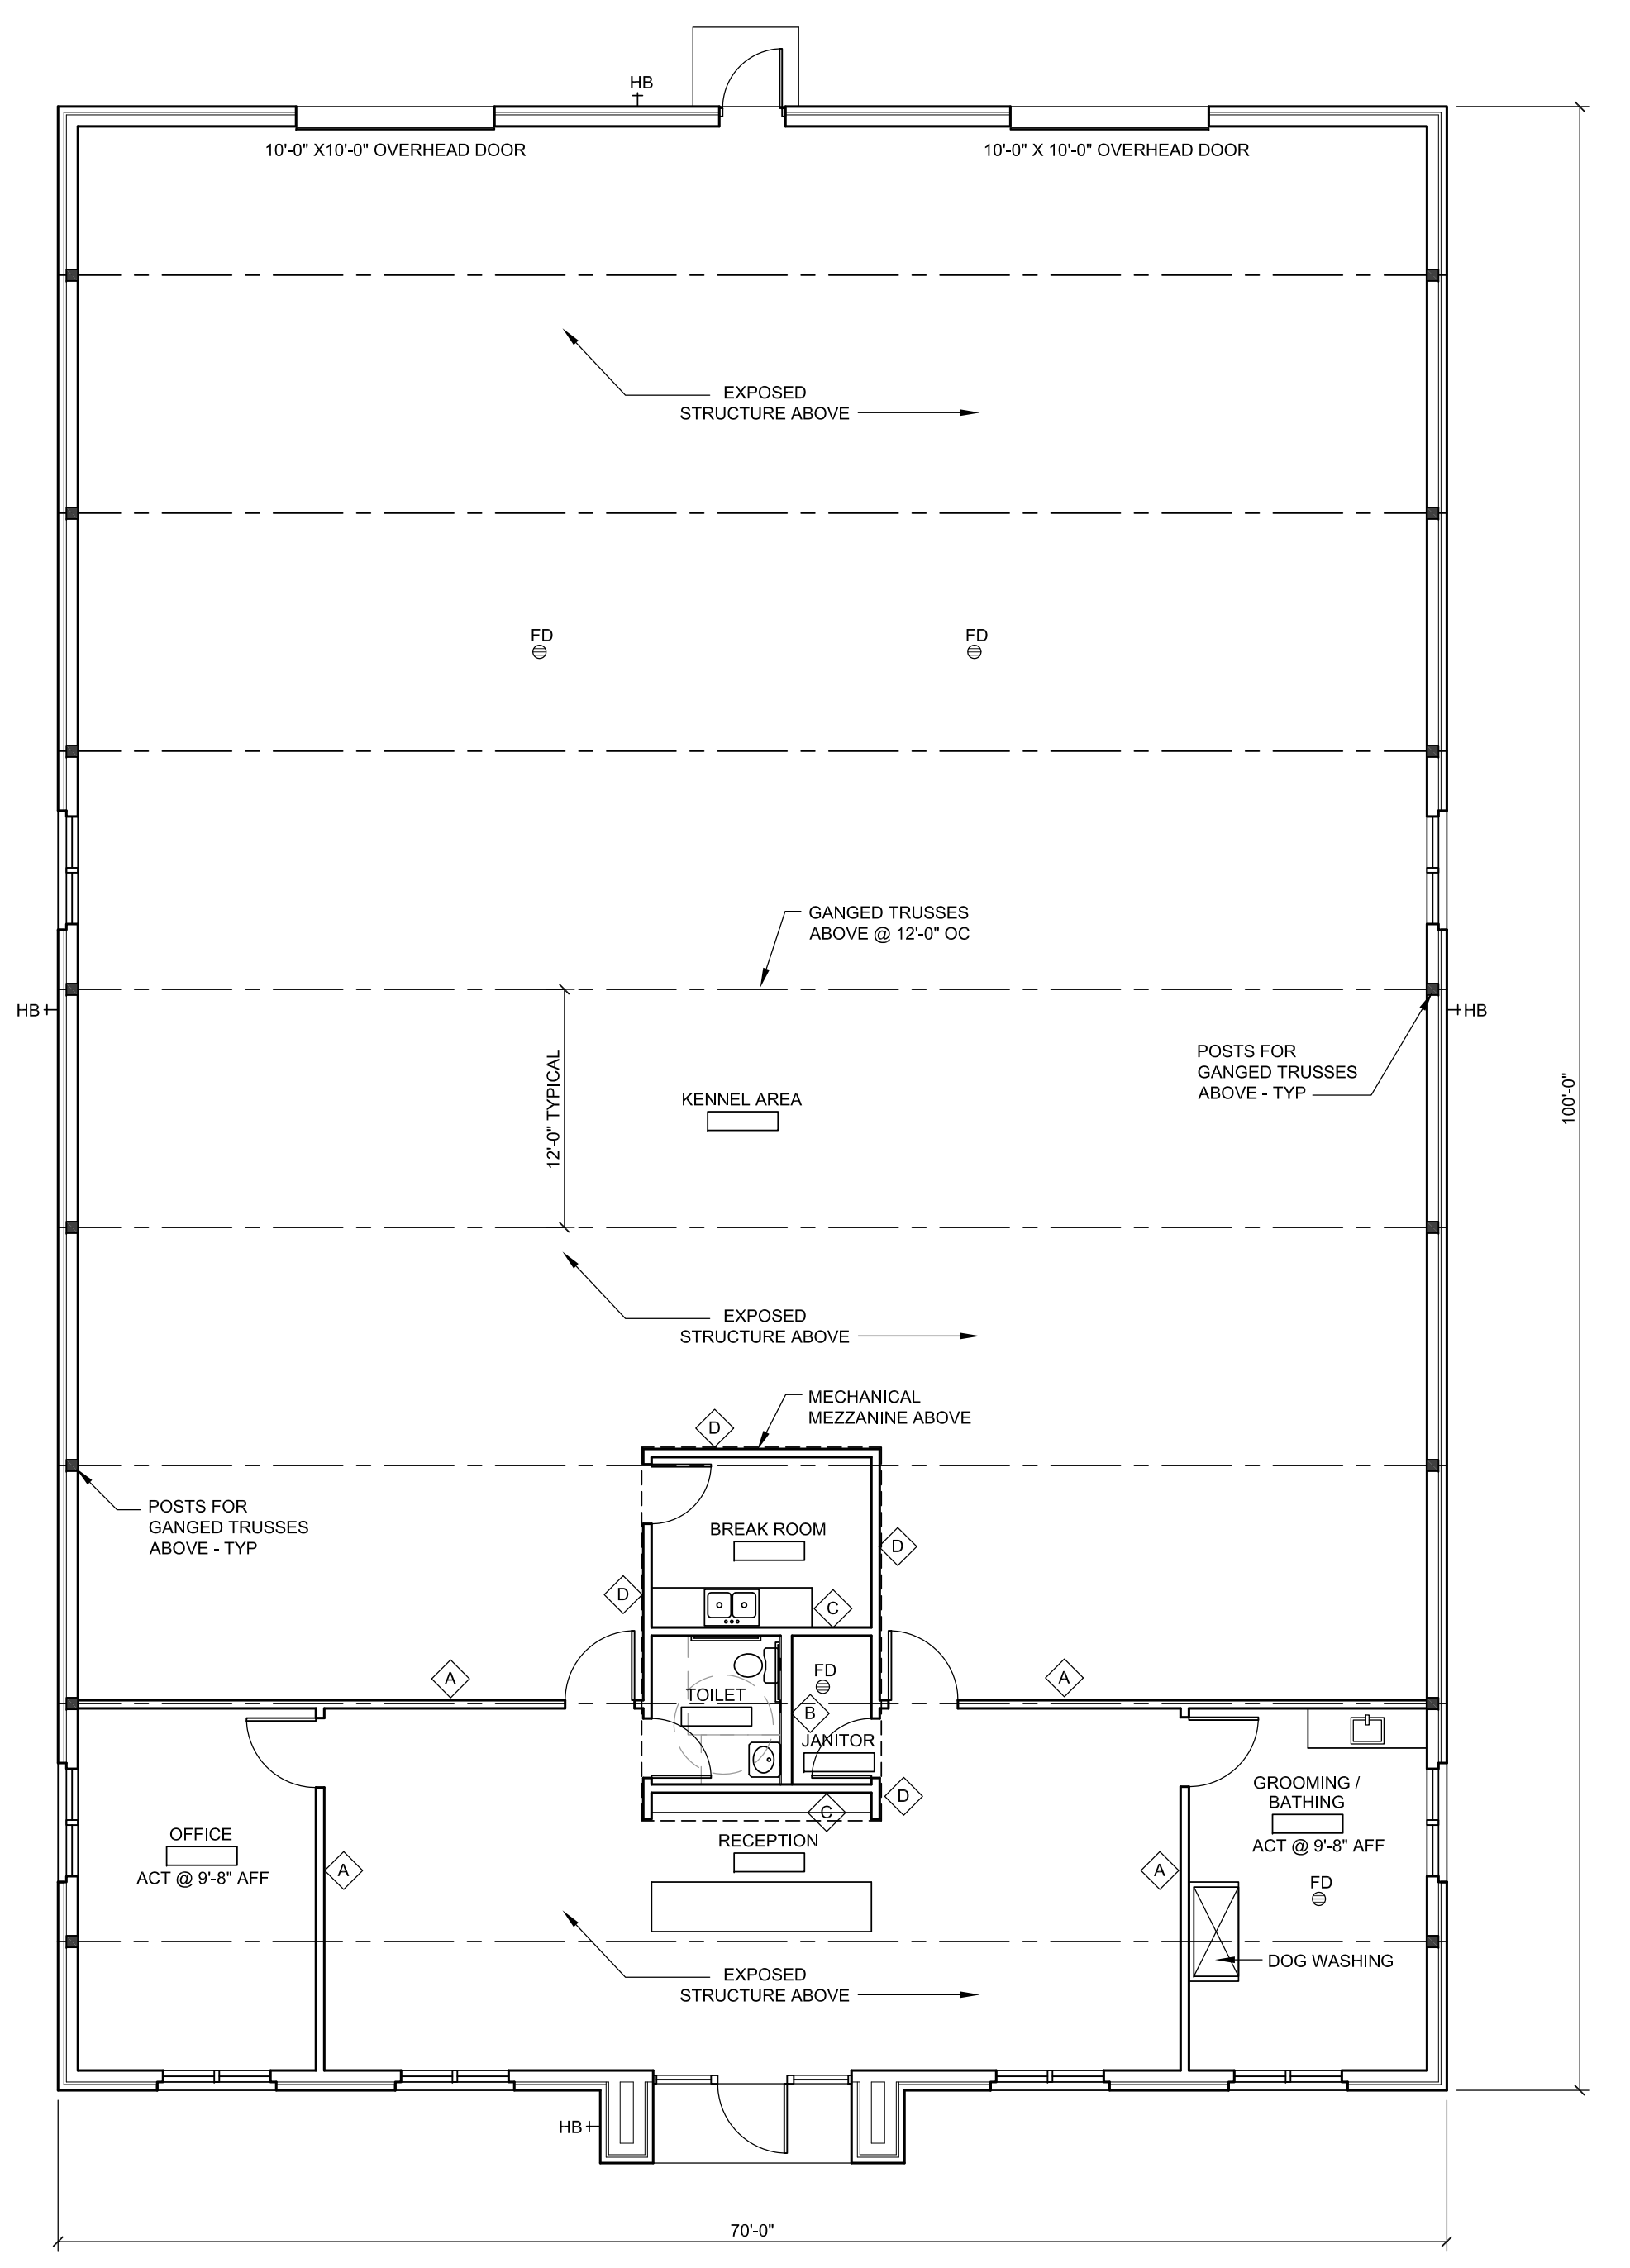 HB
10'-0" X10'-0" OVERHEAD DOOR
10'-0" X 10'-0" OVERHEAD DOOR
EXPOSED
STRUCTURE ABOVE
FD
FD
GANGED TRUSSES
ABOVE @ 12'-0" OC
HB
HB
POSTS FOR
GANGED TRUSSES
ABOVE - TYP
12'-0" TYPICAL
KENNEL AREA
100'-0"
EXPOSED
STRUCTURE ABOVE
MECHANICAL
MEZZANINE ABOVE
D
POSTS FOR
GANGED TRUSSES
ABOVE - TYP
BREAK ROOM
D
D
C
A
FD
A
TOILET
B
JANITOR
D
C
GROOMING /
BATHING
ACT @ 9'-8" AFF
OFFICE
ACT @ 9'-8" AFF
RECEPTION
A
A
FD
DOG WASHING
EXPOSED
STRUCTURE ABOVE
HB
70'-0"